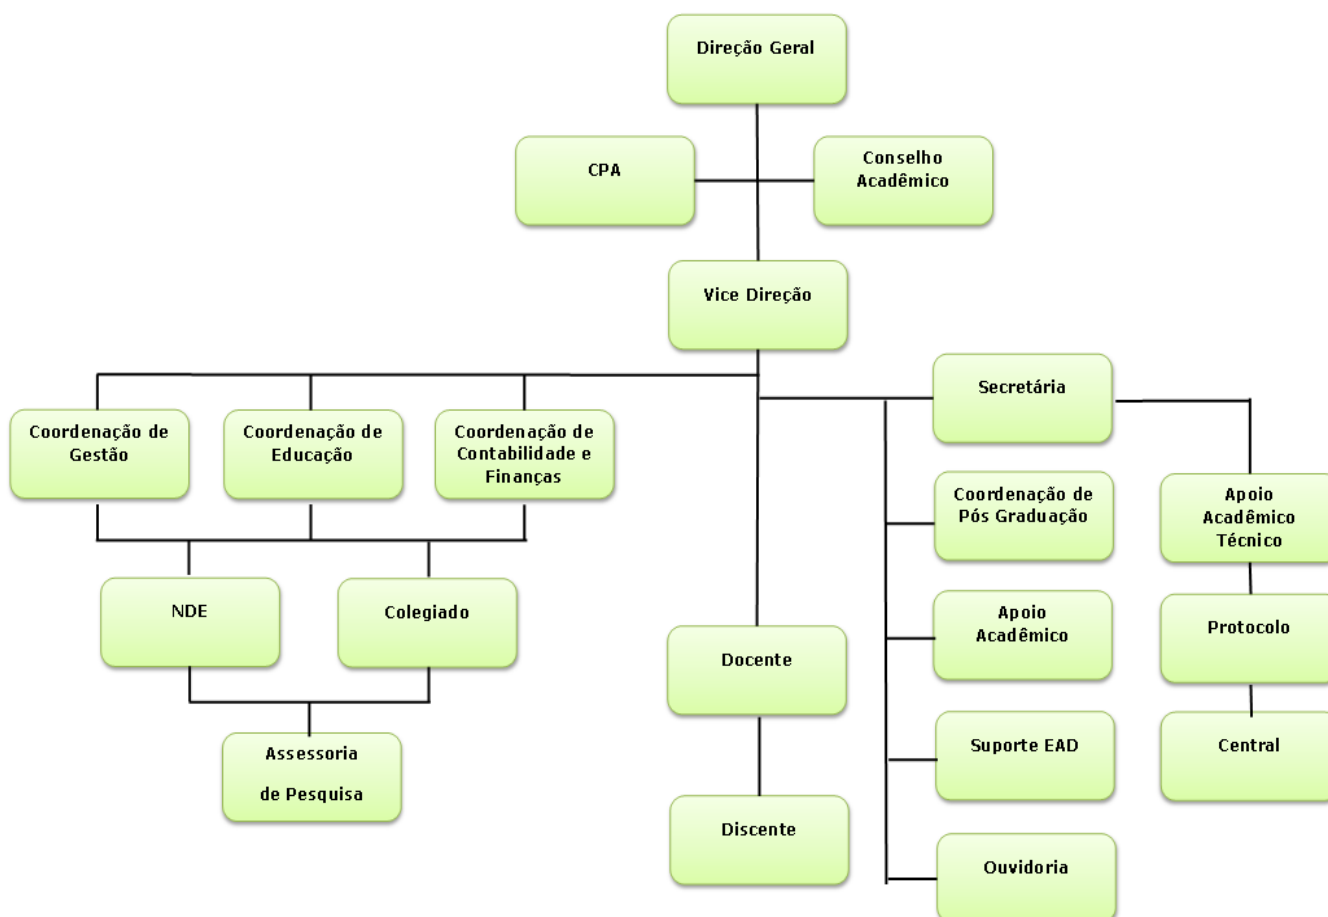 Direção Geral
CPA
Conselho
Acadêmico
Vice Direção
Coordenação de
Gestão
Coordenação de
Educação
Coordenação de
Contabilidade e
Finanças
Secretária
Coordenação de
Pós Graduação
Apoio
Acadêmico
Técnico
NDE
Colegiado
Apoio
Acadêmico
Protocolo
Docente
Assessoria
de Pesquisa
Suporte EAD
Central
Discente
Ouvidoria